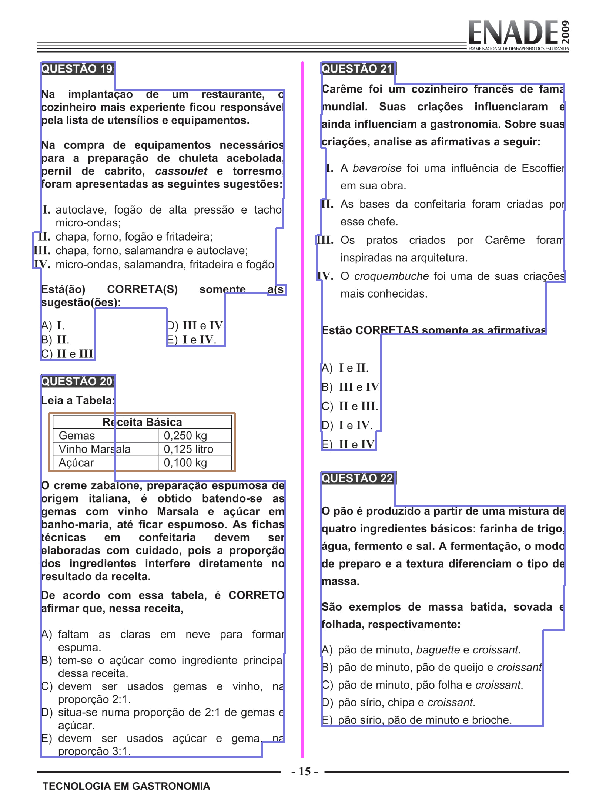 ENADE 2009
EXAME NACIONAL DE DESEMPENHO DOS ESTUDANTES
QUESTÃO 19
Na implantação de um restaurante, o
cozinheiro mais experiente ficou responsável
pela lista de utensílios e equipamentos.
Na compra de equipamentos necessários
para a preparação de chuleta acebolada,
pernil de cabrito, cassoulet e torresmo,
foram apresentadas as seguintes sugestões:
I. autoclave, fogão de alta pressão e tacho
micro-ondas;
II. chapa, forno, fogão e fritadeira;
III. chapa, forno, salamandra e autoclave;
IV. micro-ondas, salamandra, fritadeira e fogão
Está(ão) CORRETA(S) somente a(s
sugestão(ões):
A) I.
B) II.
C) II e III
D) III e IV
E) I e IV.
QUESTÃO 20
Leia a Tabela:
Receita Básica
Gemas 0,250 kg
Vinho Marsala 0,125 litro
Açúcar 0,100 kg
O creme zabaione, preparação espumosa de
origem italiana, é obtido batendo-se as
gemas com vinho Marsala e açúcar em
banho-maria, até ficar espumoso. As fichas
técnicas em confeitaria devem ser
elaboradas com cuidado, pois a proporção
dos ingredientes interfere diretamente no
resultado da receita.
De acordo com essa tabela, é CORRETO
afirmar que, nessa receita,
A) faltam as claras em neve para formar
espuma.
B) tem-se o açúcar como ingrediente principa
dessa receita.
C) devem ser usados gemas e vinho, na
proporção 2:1.
D) situa-se numa proporção de 2:1 de gemas e
açúcar.
E) devem ser usados açúcar e gema, na
proporção 3:1.
QUESTÃO 21
Carême foi um cozinheiro francês de fama
mundial. Suas criações influenciaram e
ainda influenciam a gastronomia. Sobre suas
criações, analise as afirmativas a seguir:
I. A bavaroise foi uma influência de Escoffier
em sua obra.
II. As bases da confeitaria foram criadas por
esse chefe.
III. Os pratos criados por Carême foram
inspiradas na arquitetura.
IV. O croquembuche foi uma de suas criações
mais conhecidas.
Estão CORRETAS somente as afirmativas
A) I e II.
B) III e IV
C) II e III.
D) I e IV.
E) II e IV
QUESTÃO 22
O pão é produzido a partir de uma mistura de
quatro ingredientes básicos: farinha de trigo,
água, fermento e sal. A fermentação, o modo
de preparo e a textura diferenciam o tipo de
massa.
São exemplos de massa batida, sovada e
folhada, respectivamente:
A) pão de minuto, baguette e croissant.
B) pão de minuto, pão de queijo e croissant
C) pão de minuto, pão folha e croissant.
D) pão sírio, chipa e croissant.
E) pão sírio, pão de minuto e brioche.
- 15 -
TECNOLOGIA EM GASTRONOMIA